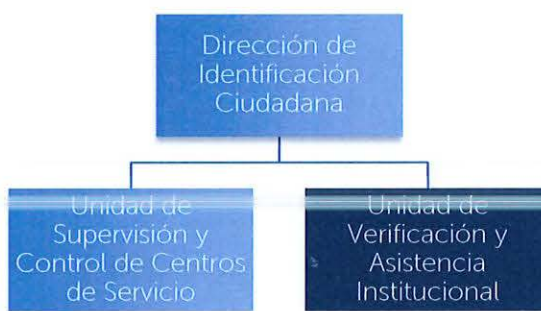 Dirección de
Identificación
Ciudadana
Unidad de
Supervisión y
Control de Centros
de Servicio
Unidad de
Verificación y
Asistencia
Institucional